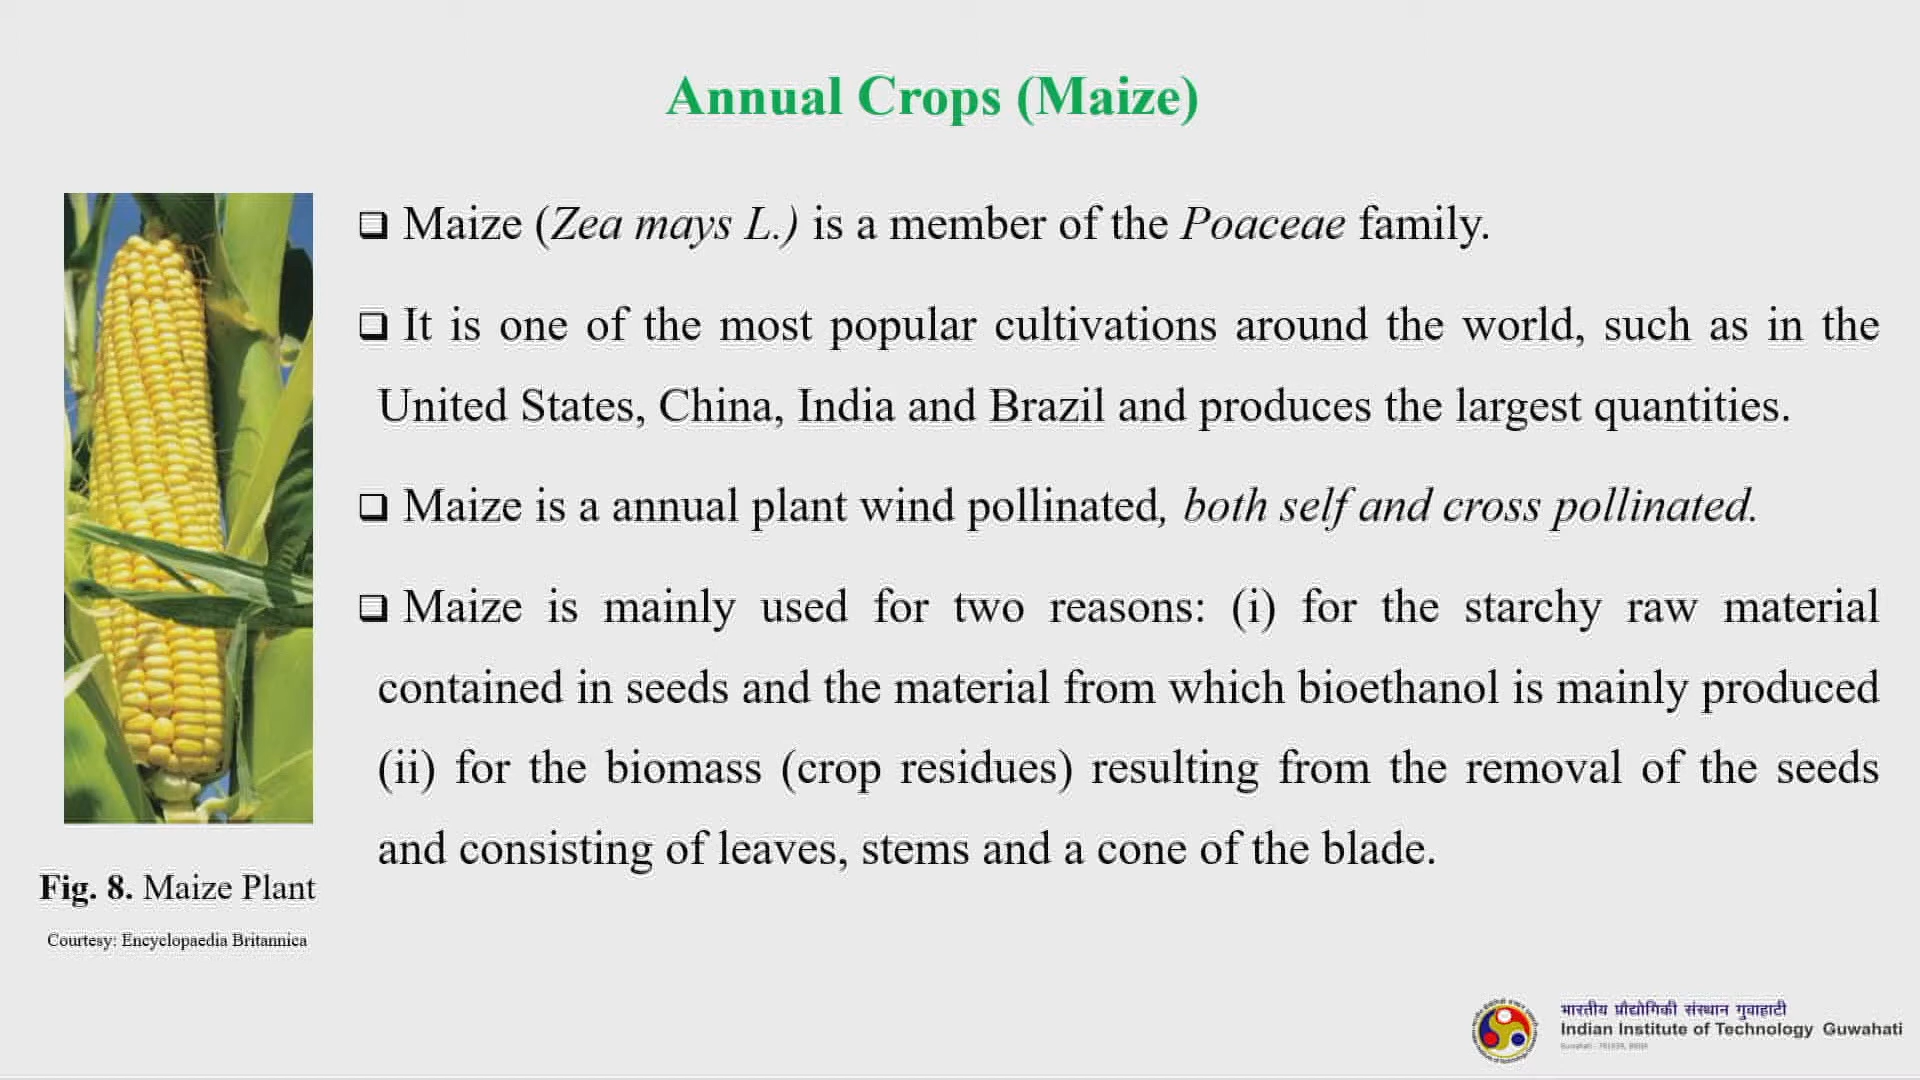 Annual Crops (Maize)
Maize (Zea mays L.) is a member of the Poaceae family.
It is one of the most popular cultivations around the world, such as in the
United States, China, India and Brazil and produces the largest quantities.
Maize is a annual plant wind pollinated, both self and cross pollinated.
Maize is mainly used for two reasons: (i) for the starchy raw material
contained in seeds and the material from which bioethanol is mainly produced
(ii) for the biomass (crop residues) resulting from the removal of the seeds
and consisting of leaves, stems and a cone of the blade.
Fig. 8. Maize Plant
Courtesy: Encyclopaedia Britannica
भारतीय प्रौद्योगिकी संस्थान गुवाहाटी
Indian Institute of Technology Guwahati